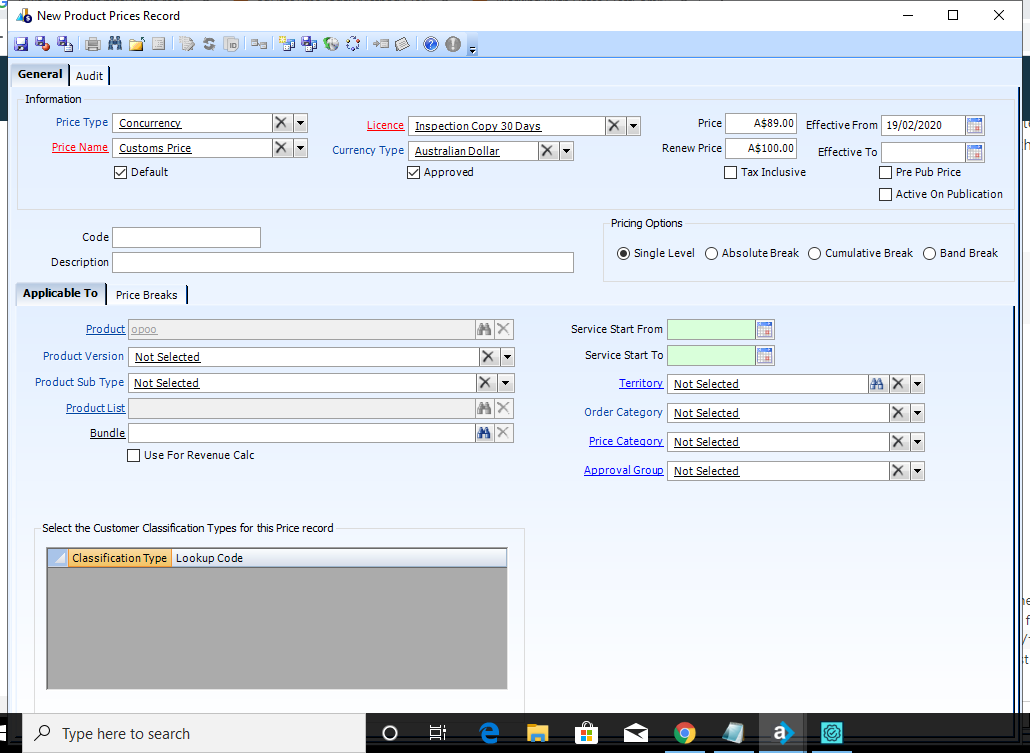 New Product Prices Record
General
Audit
Information
Price Type Concurrency
Licence Inspection Copy 30 Days
Price A$89.00
Effective From 19/02/2020
Price Name Customs Price
Currency Type Australian Dollar
Renew Price A$100.00
Effective To
Default
Approved
Tax Inclusive
Pre Pub Price
Active On Publication
Code
Description
Pricing Options
Single Level
Absolute Break
Cumulative Break
Band Break
Applicable To
Price Breaks
Product opoo
Product Version Not Selected
Product Sub Type Not Selected
Product List
Bundle
Use For Revenue Calc
Service Start From
Service Start To
Territory Not Selected
Order Category Not Selected
Price Category Not Selected
Approval Group Not Selected
Select the Customer Classification Types for this Price record
Classification Type
Lookup Code
Type here to search